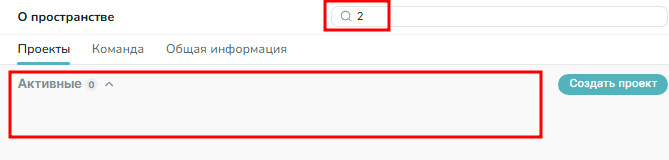 О пространстве
2
Проекты Команда Общая информация
Активные 0
Создать проект